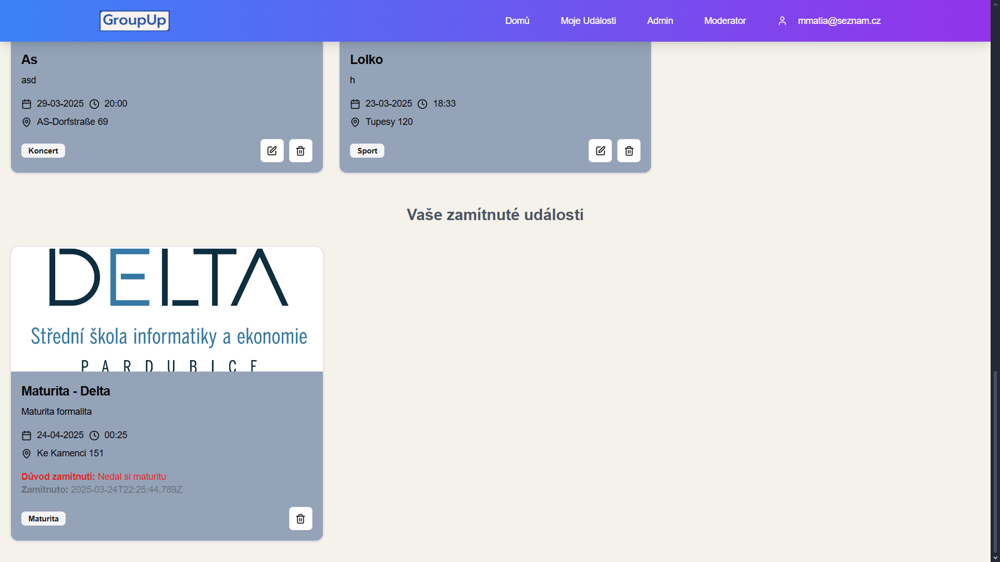 GroupUp
Domů
Moje Události
Admin
Moderator
mmatia@seznam.cz
As
asd
29-03-2025 20:00
AS-Dorfstraße 69
Koncert
Lolko
h
23-03-2025 18:33
Tupesy 120
Sport
Vaše zamítnuté události
DELTA
Střední škola informatiky a ekonomie
PARDUBICE
Maturita - Delta
Maturita formalita
24-04-2025 00:25
Ke Kamenci 151
Důvod zamítnutí: Nedal si maturitu
Zamítnuto: 2025-03-24T22:25:44.789Z
Maturita